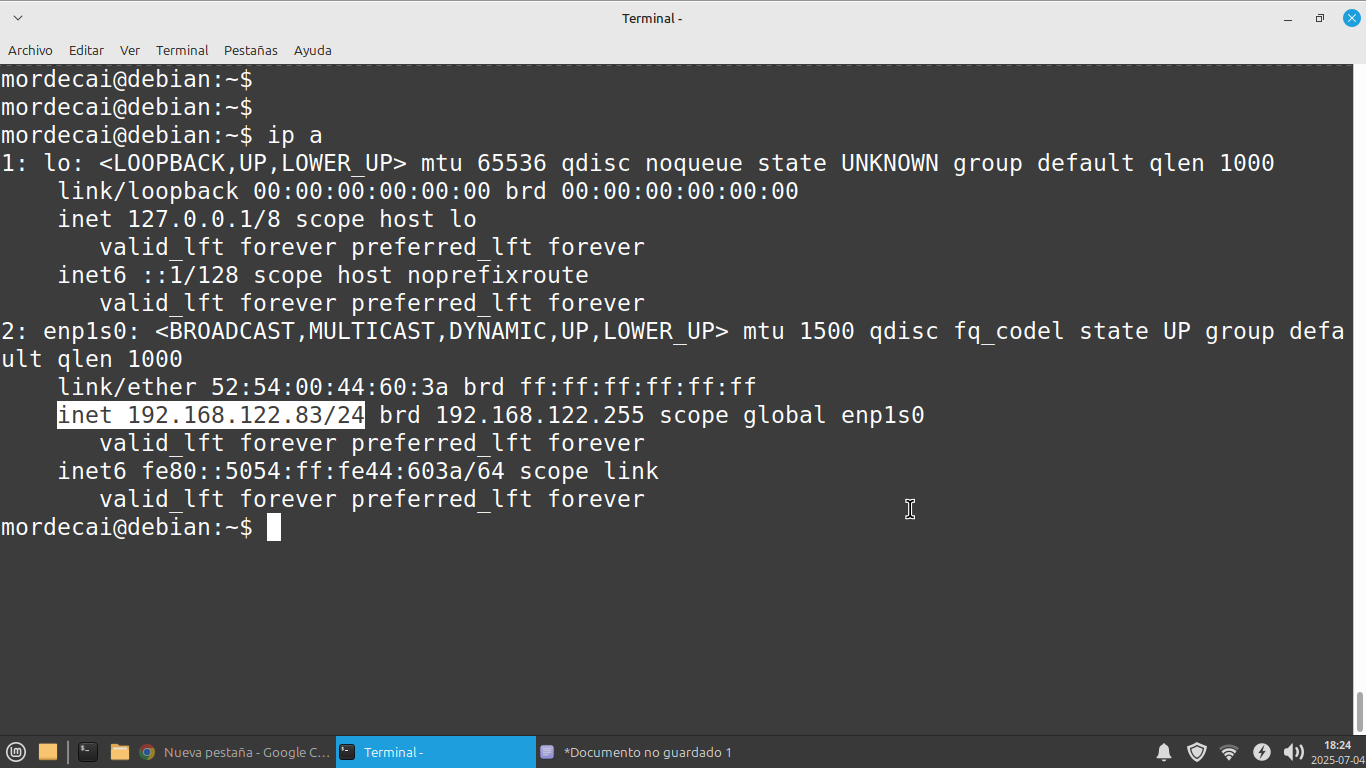 Terminal -
Archivo Editar Ver Terminal Pestañas Ayuda
mordecai@debian:~$
mordecai@debian:~$
mordecai@debian:~$ ip a
1: lo: <LOOPBACK,UP,LOWER_UP> mtu 65536 qdisc noqueue state UNKNOWN group default qlen 1000
    link/loopback 00:00:00:00:00:00 brd 00:00:00:00:00:00
    inet 127.0.0.1/8 scope host lo
       valid_lft forever preferred_lft forever
    inet6 ::1/128 scope host noprefixroute
       valid_lft forever preferred_lft forever
2: enp1s0: <BROADCAST,MULTICAST,DYNAMIC,UP,LOWER_UP> mtu 1500 qdisc fq_codel state UP group defa
ult qlen 1000
    link/ether 52:54:00:44:60:3a brd ff:ff:ff:ff:ff:ff
    inet 192.168.122.83/24 brd 192.168.122.255 scope global enp1s0
       valid_lft forever preferred_lft forever
    inet6 fe80::5054:ff:fe44:603a/64 scope link
       valid_lft forever preferred_lft forever
mordecai@debian:~$
Nueva pestaña - Google C... Terminal - *Documento no guardado 1 18:24
2025-07-04